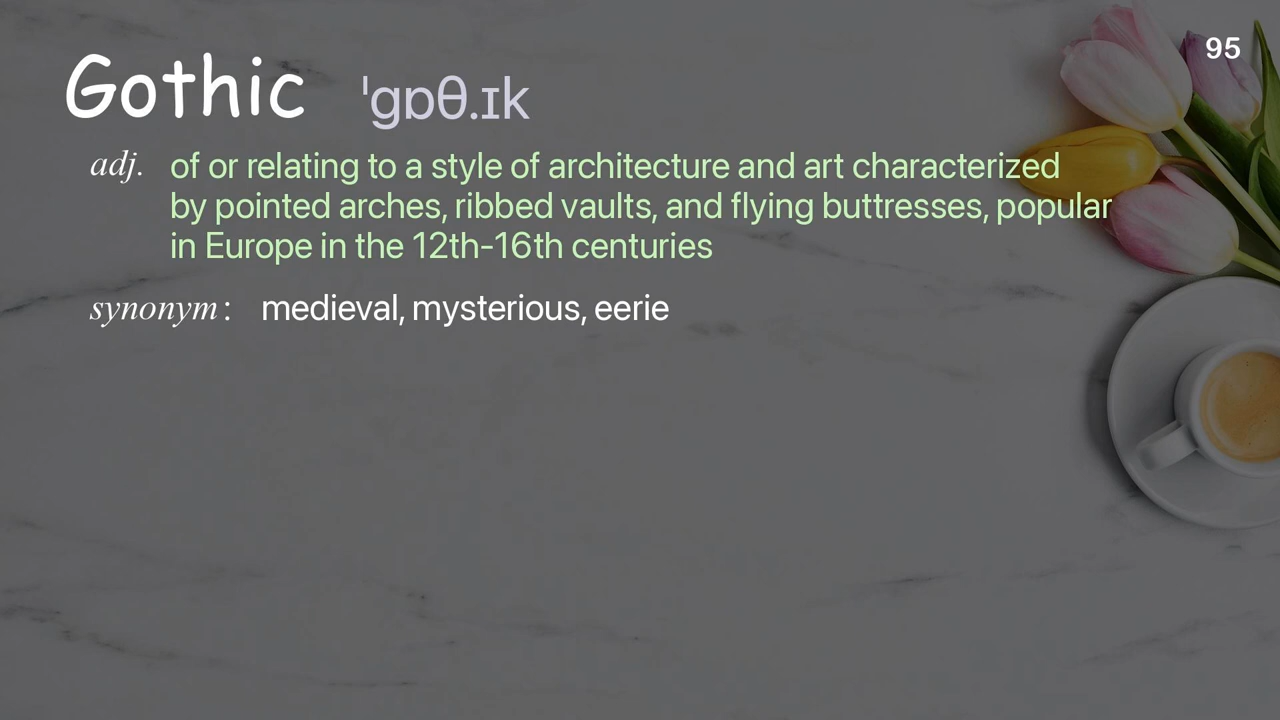 95
Gothic ˈɡɒθ.ɪk
adj. of or relating to a style of architecture and art characterized
by pointed arches, ribbed vaults, and flying buttresses, popular
in Europe in the 12th-16th centuries
synonym: medieval, mysterious, eerie